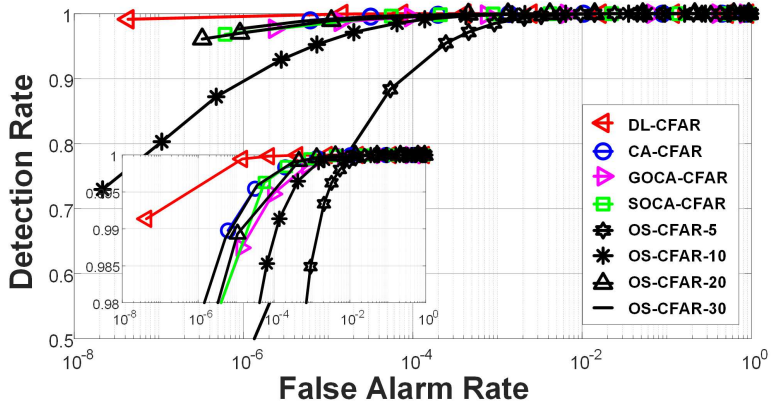 1
0.9
0.8
0.7
0.6
0.5
Detection Rate
1
0.995
0.99
0.985
0.98
10^-8 10^-6 10^-4 10^-2 10^0
DL-CFAR
CA-CFAR
GOCA-CFAR
SOCA-CFAR
OS-CFAR-5
OS-CFAR-10
OS-CFAR-20
OS-CFAR-30
10^-8 10^-6 10^-4 10^-2 10^0
False Alarm Rate